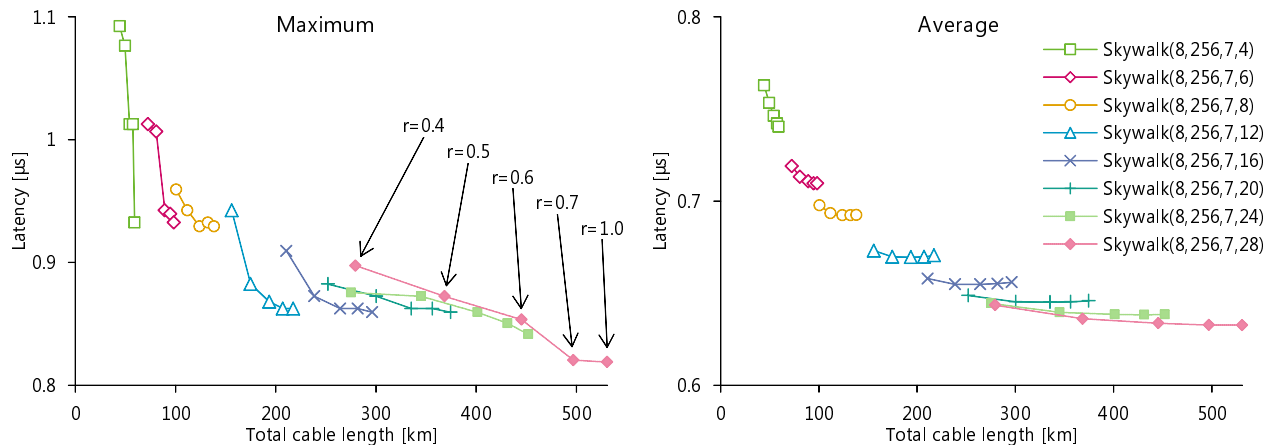 Maximum
1.1
1
0.9
0.8
Latency [μs]
r=0.4
r=0.5
r=0.6
r=0.7
r=1.0
0 100 200 300 400 500
Total cable length [km]
Average
0.8
0.7
0.6
Latency [μs]
Skywalk(8,256,7,4)
Skywalk(8,256,7,6)
Skywalk(8,256,7,8)
Skywalk(8,256,7,12)
Skywalk(8,256,7,16)
Skywalk(8,256,7,20)
Skywalk(8,256,7,24)
Skywalk(8,256,7,28)
0 100 200 300 400 500
Total cable length [km]